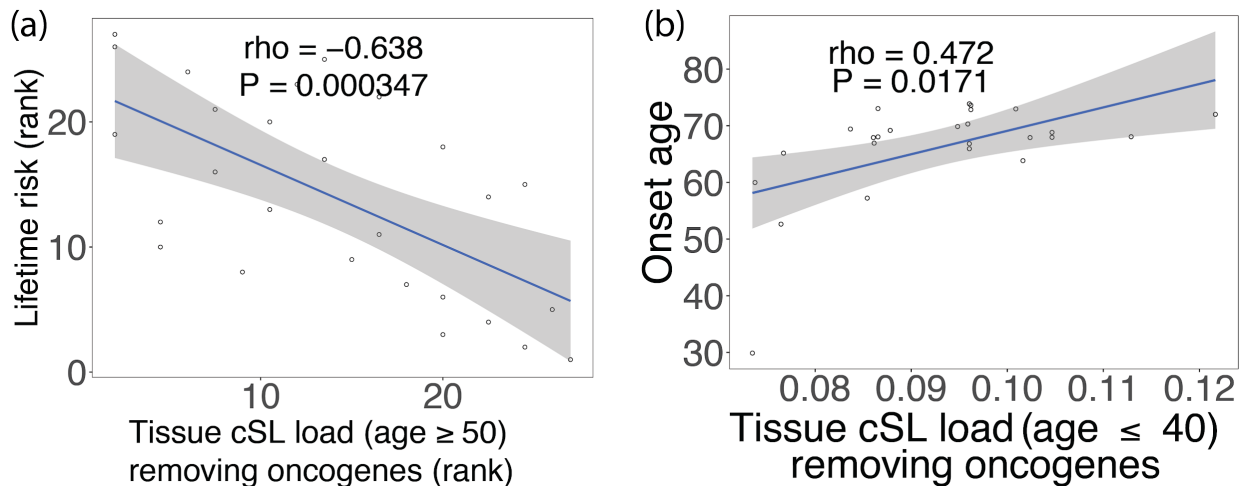 (a)
rho = −0.638
P = 0.000347
Lifetime risk (rank)
20
10
0
10 20
Tissue cSL load (age ≥ 50)
removing oncogenes (rank)
(b)
rho = 0.472
P = 0.0171
Onset age
80
70
60
50
40
30
0.08 0.09 0.10 0.11 0.12
Tissue cSL load (age ≤ 40)
removing oncogenes